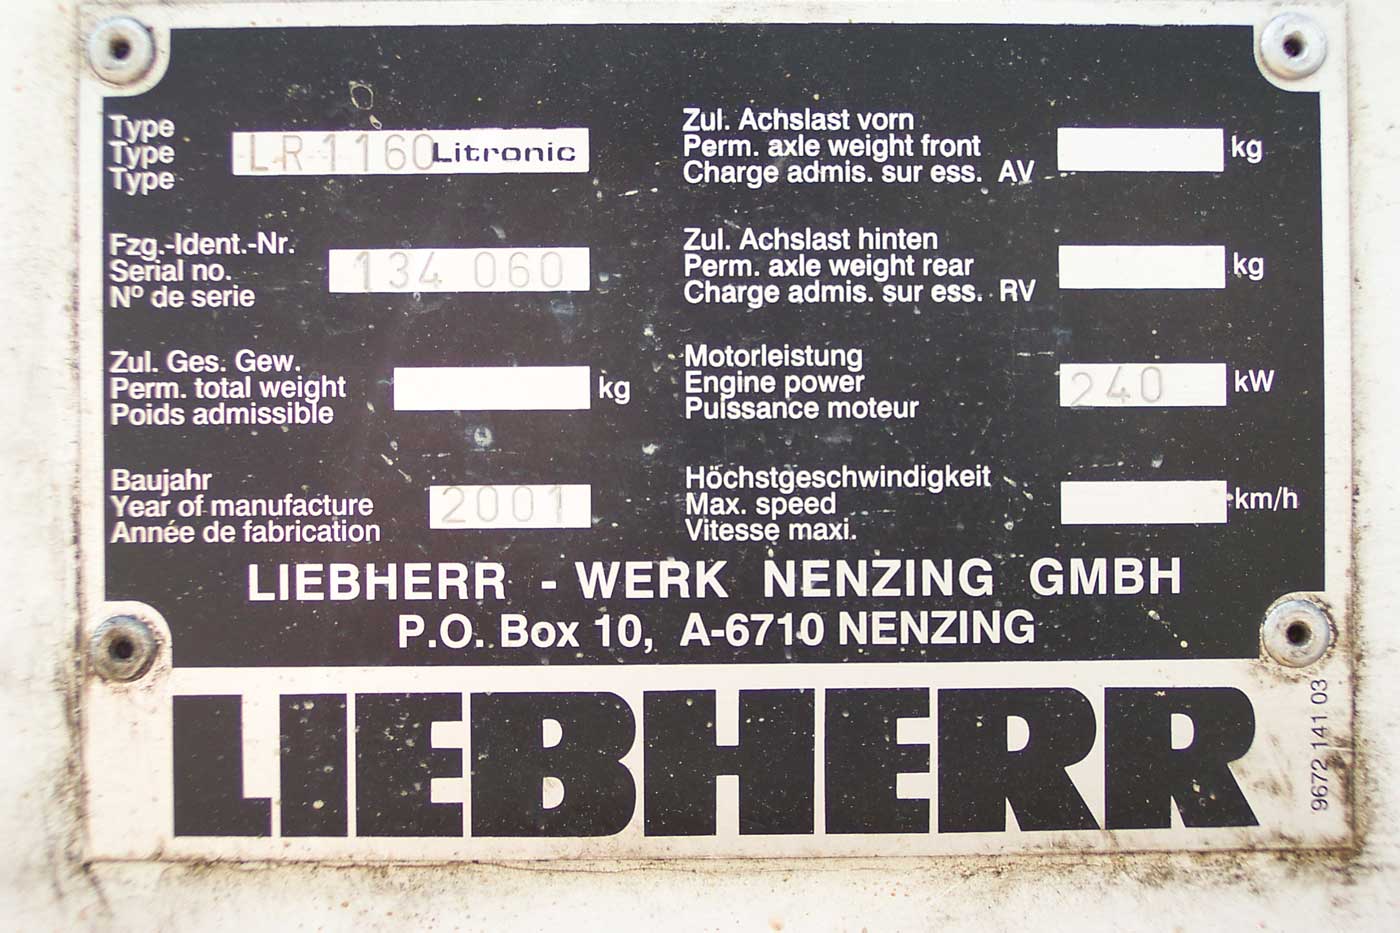 Type
Type
Type
LR 1160 Litronic
Fzg.-Ident.-Nr.
Serial no.
Nº de serie
134 060
Zul. Ges. Gew.
Perm. total weight
Poids admissible
kg
Baujahr
Year of manufacture
Année de fabrication
2001
Zul. Achslast vorn
Perm. axle weight front
Charge admis. sur ess. AV
kg
Zul. Achslast hinten
Perm. axle weight rear
Charge admis. sur ess. RV
kg
Motorleistung
Engine power
Puissance moteur
240 kW
Höchstgeschwindigkeit
Max. speed
Vitesse maxi.
km/h
LIEBHERR - WERK NENZING GMBH
P.O. Box 10, A-6710 NENZING
LIEBHERR
9672 141 03